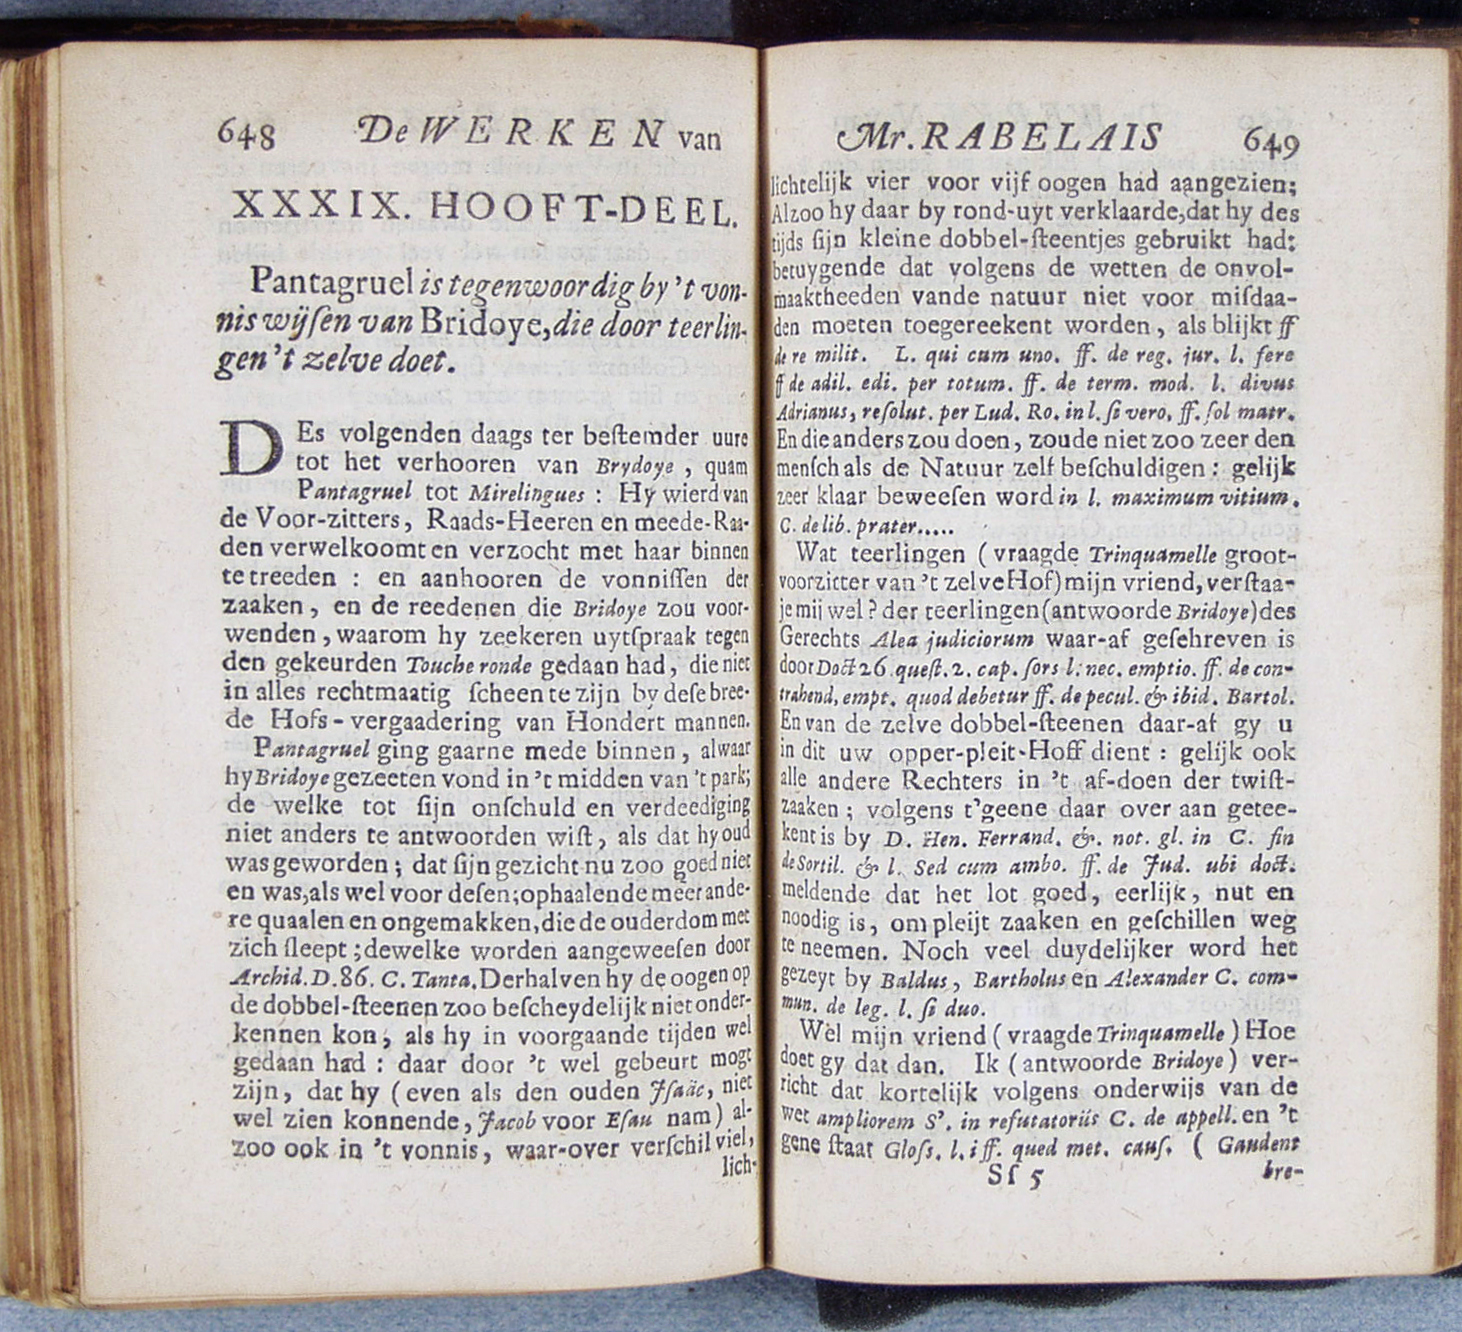 648 De WERKEN van
XXXIX. HOOFT-DEEL.
Pantagruel is tegenwoordig by 't von-
nis wijſen van Bridoye, die door teerlin-
gen 't zelve doet.
DEs volgenden daags ter beſtemder uure
tot het verhooren van Brydoye , quam
Pantagruel tot Mirelingues : Hy wierd van
de Voor-zitters, Raads-Heeren en meede-Raa-
den verwelkoomt en verzocht met haar binnen
te treeden : en aanhooren de vonniſſen der
zaaken, en de reedenen die Bridoye zou voor-
wenden, waarom hy zeekeren uytſpraak tegen
den gekeurden Touche ronde gedaan had, die niet
in alles rechtmaatig ſcheen te zijn by deſe bree-
de Hofs-vergaadering van Hondert mannen.
Pantagruel ging gaarne mede binnen, alwaar
hy Bridoye gezeeten vond in 't midden van 't park;
de welke tot ſijn onſchuld en verdeediging
niet anders te antwoorden wiſt, als dat hy oud
was geworden; dat ſijn gezicht nu zoo goed niet
en was, als wel voor deſen; ophaalende meer ande-
re quaalen en ongemakken, die de ouderdom met
zich ſleept; dewelke worden aangeweeſen door
Archid. D. 86. C. Tanta. Derhalven hy de oogen op
de dobbel-ſteenen zoo beſcheydelijk niet onder-
kennen kon, als hy in voorgaande tijden wel
gedaan had : daar door 't wel gebeurt mogt
zijn, dat hy (even als den ouden Jſaäc, niet
wel zien konnende, Jacob voor Eſau nam) al-
zoo ook in 't vonnis, waar-over verſchil viel,
lich-
Mr. RABELAIS 649
lichtelijk vier voor vijf oogen had aangezien;
Alzoo hy daar by rond-uyt verklaarde, dat hy des
tijds ſijn kleine dobbel-ſteentjes gebruikt had:
betuygende dat volgens de wetten de onvol-
maaktheeden vande natuur niet voor miſdaa-
den moeten toegereekent worden, als blijkt ff
de re milit. L. qui cum uno. ff. de reg. jur. l. fere
ff de adil. edi. per totum. ff. de term. mod. l. divus
Adrianus, reſolut. per Lud. Ro. in l. ſi vero, ff. ſol matr.
En die anders zou doen, zoude niet zoo zeer den
menſch als de Natuur zelf beſchuldigen : gelijk
zeer klaar beweeſen word in l. maximum vitium.
C. de lib. prater.....
Wat teerlingen (vraagde Trinquamelle groot-
voorzitter van 't zelve Hof) mijn vriend, verſtaa-
je mij wel? der teerlingen (antwoorde Bridoye) des
Gerechts Alea judiciorum waar-af geſehreven is
door Doct 26. queſt. 2. cap. ſors l. nec. emptio. ff. de con-
trahend, empt. quod debetur ff. de pecul. & ibid. Bartol.
En van de zelve dobbel-ſteenen daar-af gy u
in dit uw opper-pleit-Hoff dient : gelijk ook
alle andere Rechters in 't af-doen der twiſt-
zaaken; volgens t'geene daar over aan getee-
kent is by D. Hen. Ferrand. &. not. gl. in C. fin
de Sortil. & l. Sed cum ambo. ff. de Jud. ubi doct.
meldende dat het lot goed, eerlijk, nut en
noodig is, om pleijt zaaken en geſchillen weg
te neemen. Noch veel duydelijker word het
gezeyt by Baldus, Bartholus en Alexander C. com-
mun. de leg. l. ſi duo.
Wel mijn vriend (vraagde Trinquamelle) Hoe
doet gy dat dan. Ik (antwoorde Bridoye) ver-
richt dat kortelijk volgens onderwijs van de
wet ampliorem S'. in refutatoriis C. de appell. en 't
gene ſtaat Gloſs. l. i ff. qued met. cauſ. (Gaudent
Sſ 5 bre-